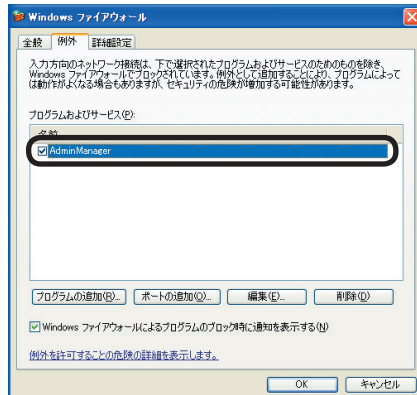 Windows ファイアウォール
全般 例外 詳細設定
入力方向のネットワーク接続は、下で選択されたプログラムおよびサービスのためのものを除き、
Windows ファイアウォールでブロックされています。例外として追加することにより、プログラムによって
は動作がよくなる場合もありますが、セキュリティの危険が増加する可能性があります。
プログラムおよびサービス(P):
名前
AdminManager
プログラムの追加(R)... ポートの追加(O)... 編集(E)... 削除(D)
Windows ファイアウォールによるプログラムのブロック時に通知を表示する(N)
例外を許可することの危険の詳細を表示します。
OK キャンセル